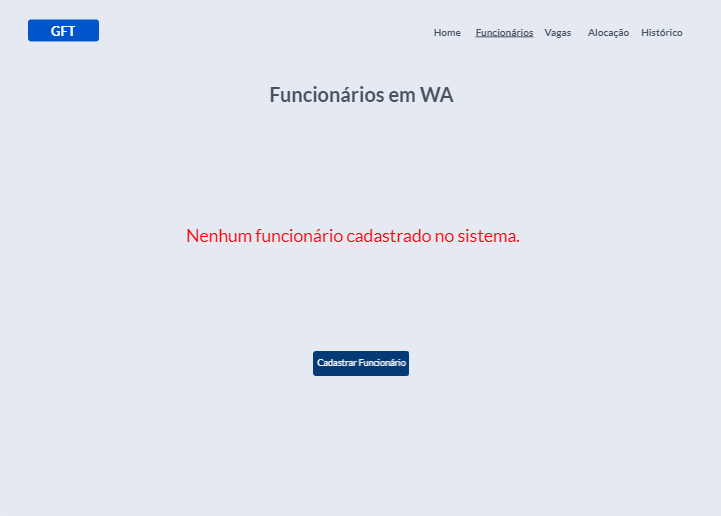 GFT
Home Funcionários Vagas Alocação Histórico
Funcionários em WA
Nenhum funcionário cadastrado no sistema.
Cadastrar Funcionário